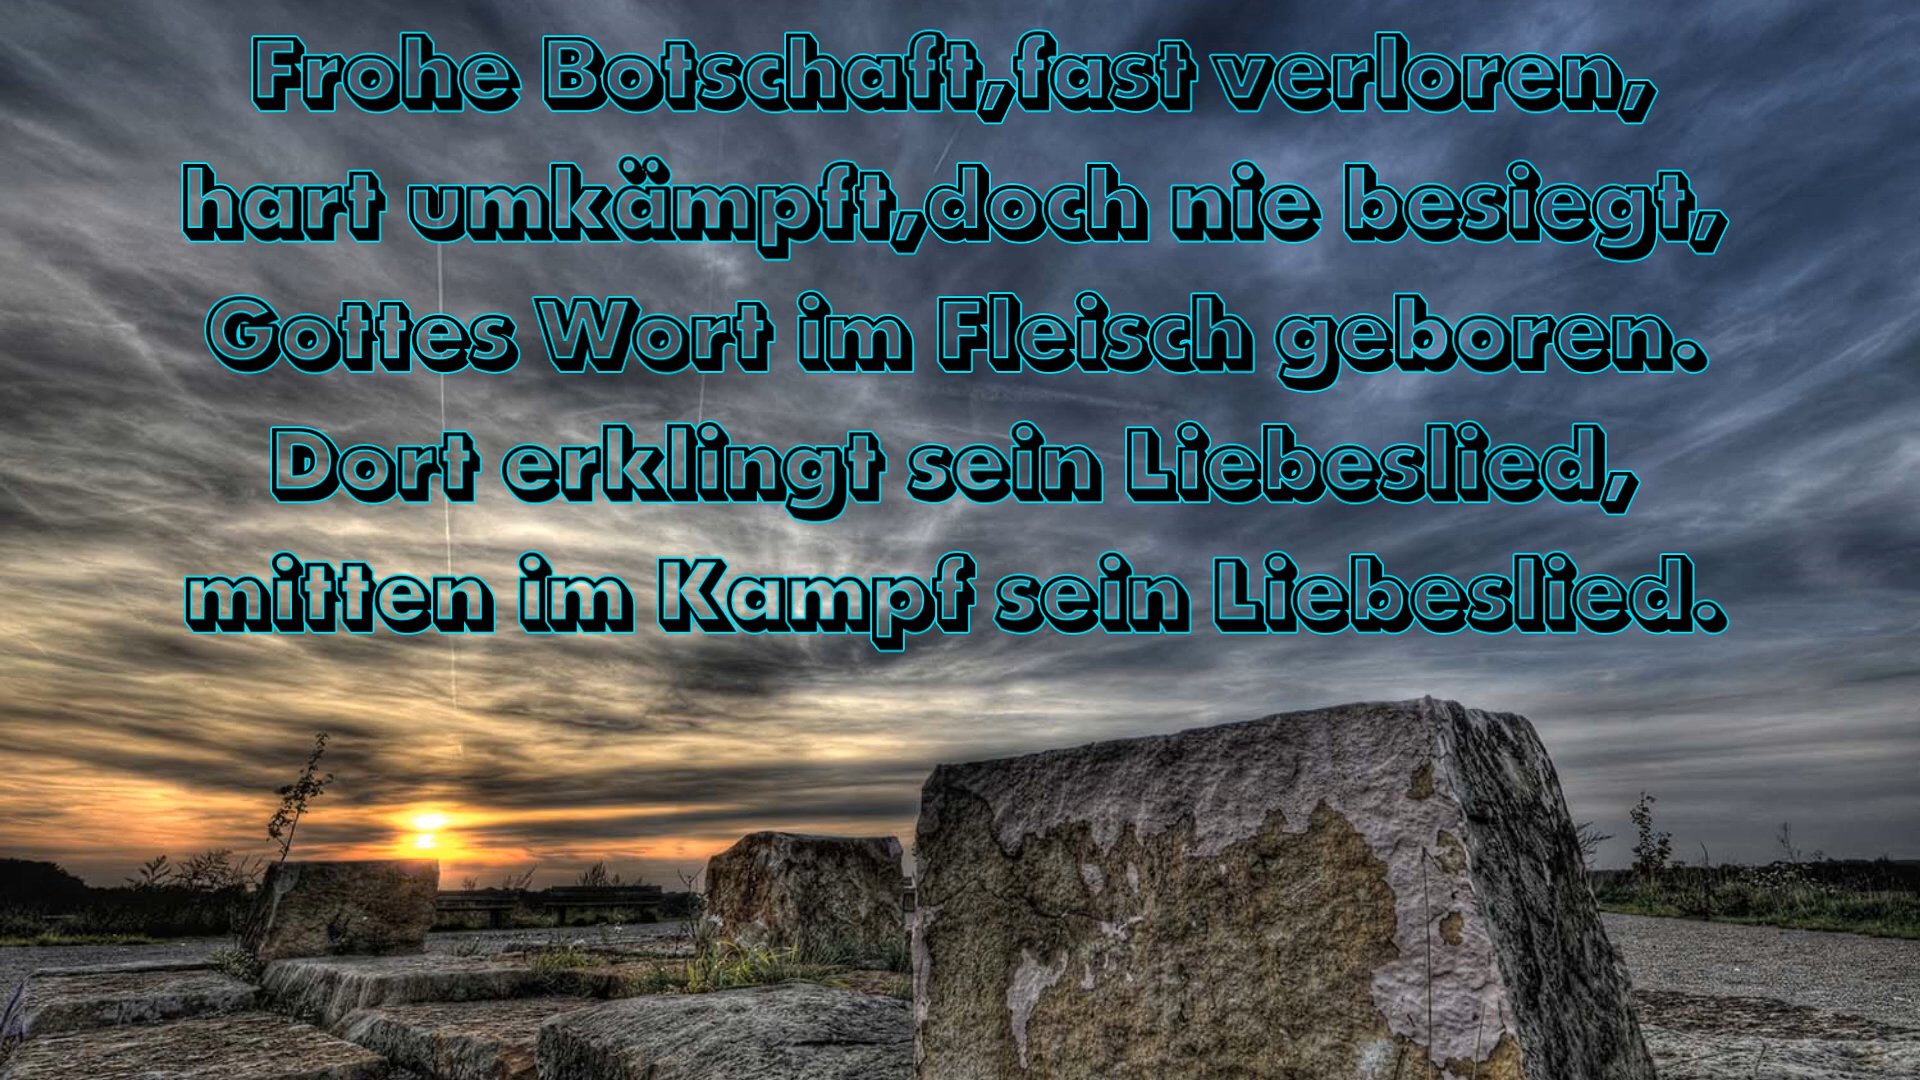 Frohe Botschaft,fast verloren,
hart umkämpft,doch nie besiegt,
Gottes Wort im Fleisch geboren.
Dort erklingt sein Liebeslied,
mitten im Kampf sein Liebeslied.